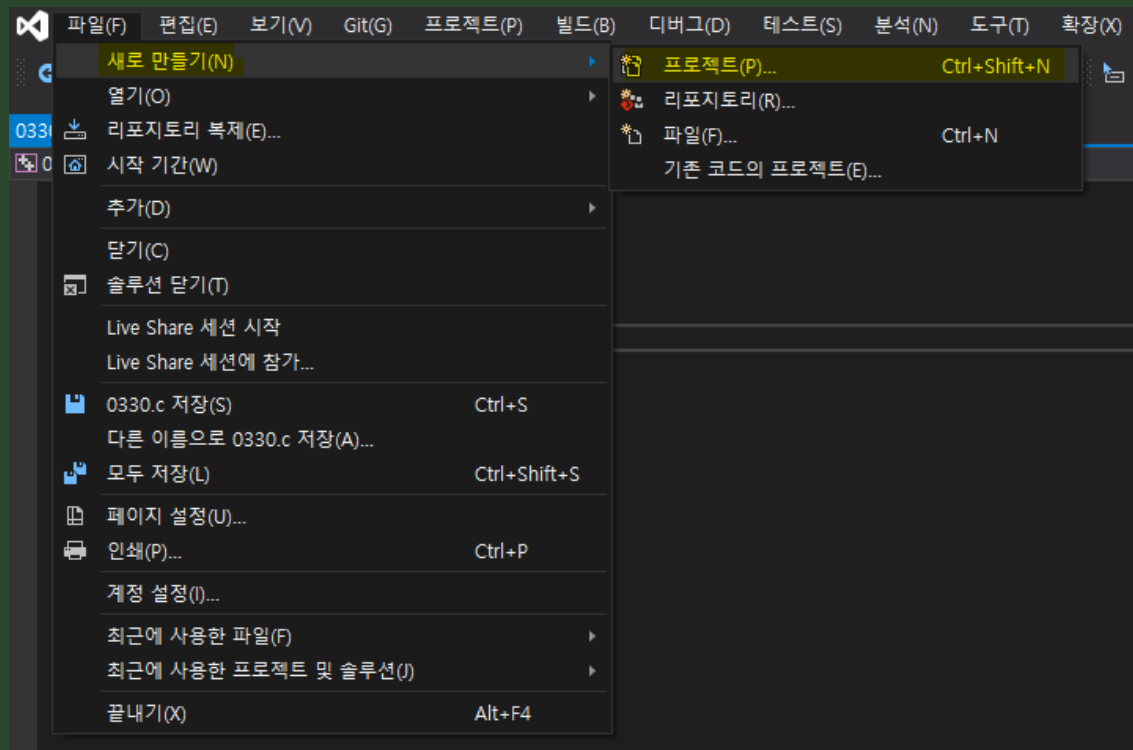 파일(F) 편집(E) 보기(V) Git(G) 프로젝트(P) 빌드(B) 디버그(D) 테스트(S) 분석(N) 도구(T) 확장(X)
새로 만들기(N)
열기(O)
리포지토리 복제(E)...
시작 기간(W)
추가(D)
닫기(C)
솔루션 닫기(T)
Live Share 세션 시작
Live Share 세션에 참가...
0330.c 저장(S) Ctrl+S
다른 이름으로 0330.c 저장(A)...
모두 저장(L) Ctrl+Shift+S
페이지 설정(U)...
인쇄(P)... Ctrl+P
계정 설정(I)...
최근에 사용한 파일(F)
최근에 사용한 프로젝트 및 솔루션(J)
끝내기(X) Alt+F4
프로젝트(P)... Ctrl+Shift+N
리포지토리(R)...
파일(F)... Ctrl+N
기존 코드의 프로젝트(E)...